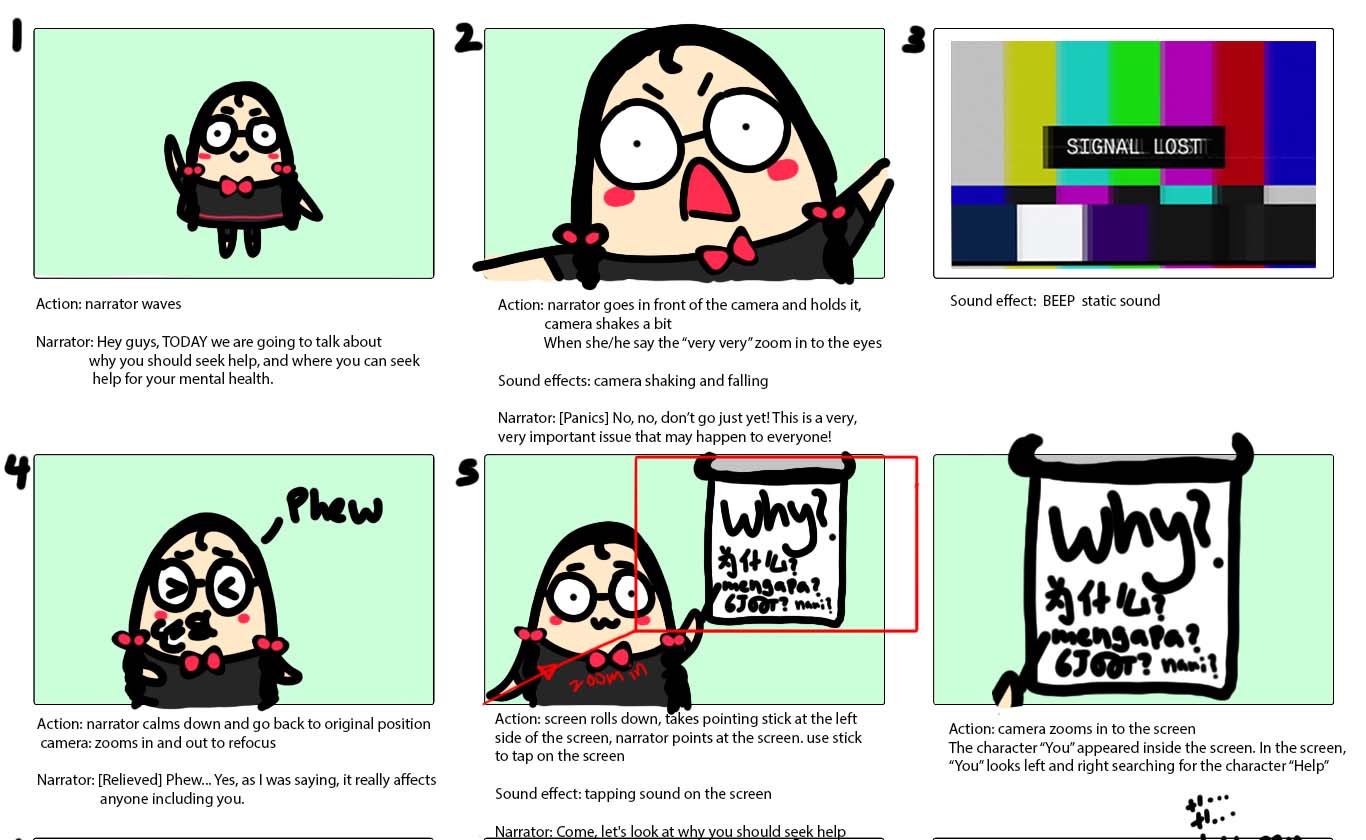 1
Action: narrator waves
Narrator: Hey guys, TODAY we are going to talk about
why you should seek help, and where you can seek
help for your mental health.
2
Action: narrator goes in front of the camera and holds it,
camera shakes a bit
When she/he say the “very very” zoom in to the eyes
Sound effects: camera shaking and falling
Narrator: [Panics] No, no, don’t go just yet! This is a very,
very important issue that may happen to everyone!
3
SIGNAL LOST
Sound effect: BEEP static sound
4
Phew
Action: narrator calms down and go back to original position
camera: zooms in and out to refocus
Narrator: [Relieved] Phew... Yes, as I was saying, it really affects
anyone including you.
5
Why?
为什么?
mengapa?
nani?
zoom in
Action: screen rolls down, takes pointing stick at the left
side of the screen, narrator points at the screen. use stick
to tap on the screen
Sound effect: tapping sound on the screen
Narrator: Come, let's look at why you should seek help
Why?
为什么?
mengapa?
nani?
Action: camera zooms in to the screen
The character “You” appeared inside the screen. In the screen,
“You” looks left and right searching for the character “Help”